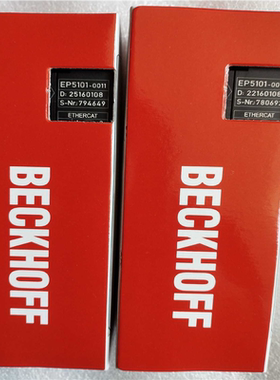 EP5101-0011
D: 25160108
S-Nr: 794649
ETHERCAT
BECKHOFF
EP5101-00
D: 22160108
S-Nr: 78069
ETHERCAT
BECKHOFF